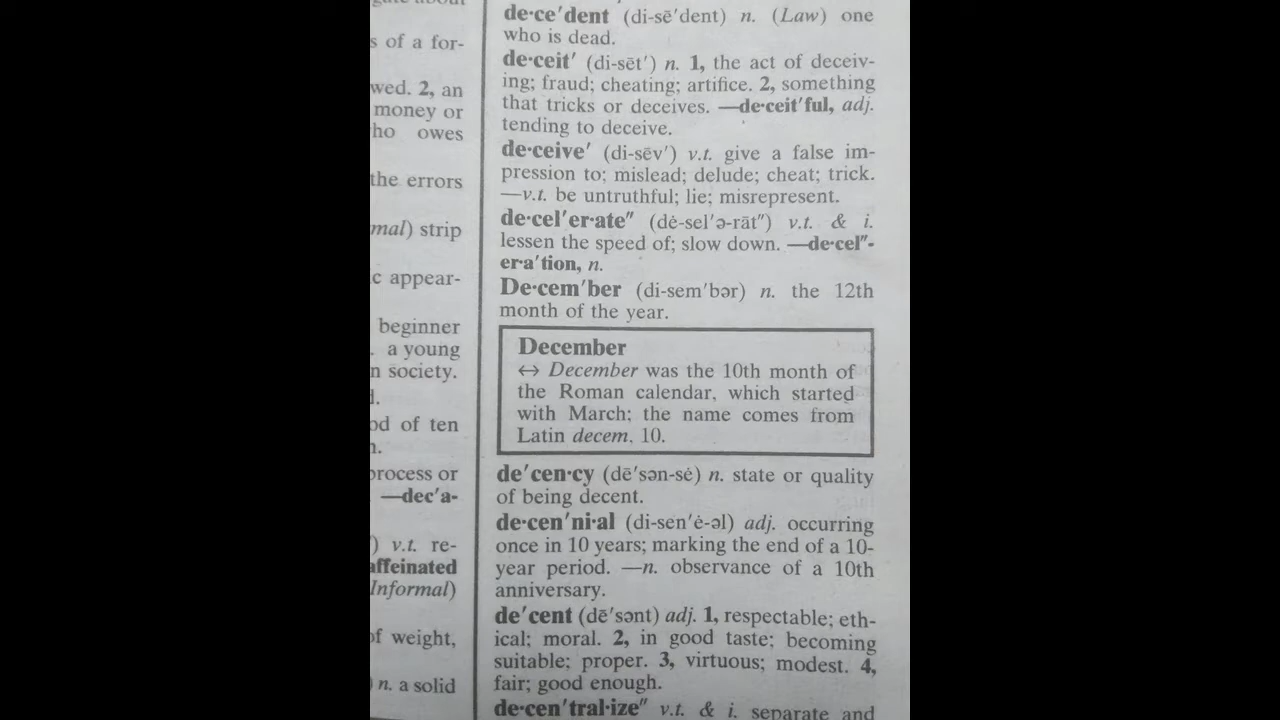 s of a for-
wed. 2, an
money or
ho owes
the errors
mal) strip
c appear-
beginner
. a young
n society.
d.
od of ten
n.
process or
—dec′a-
) v.t. re-
affeinated
Informal)
of weight,
) n. a solid
de·ce′dent (di-sē′dent) n. (Law) one
who is dead.
de·ceit′ (di-sēt′) n. 1, the act of deceiv-
ing; fraud; cheating; artifice. 2, something
that tricks or deceives. —de·ceit′ful, adj.
tending to deceive.
de·ceive′ (di-sēv′) v.t. give a false im-
pression to; mislead; delude; cheat; trick.
—v.t. be untruthful; lie; misrepresent.
de·cel′er·ate″ (dė-sel′ə-rāt″) v.t. & i.
lessen the speed of; slow down. —de·cel″-
er·a′tion, n.
De·cem′ber (di-sem′bər) n. the 12th
month of the year.
December
↔ December was the 10th month of
the Roman calendar, which started
with March; the name comes from
Latin decem, 10.
de′cen·cy (dē′sən-sė) n. state or quality
of being decent.
de·cen′ni·al (di-sen′ė-əl) adj. occurring
once in 10 years; marking the end of a 10-
year period. —n. observance of a 10th
anniversary.
de′cent (dē′sənt) adj. 1, respectable; eth-
ical; moral. 2, in good taste; becoming
suitable; proper. 3, virtuous; modest. 4,
fair; good enough.
de·cen′tral·ize″ v.t. & i. separate and